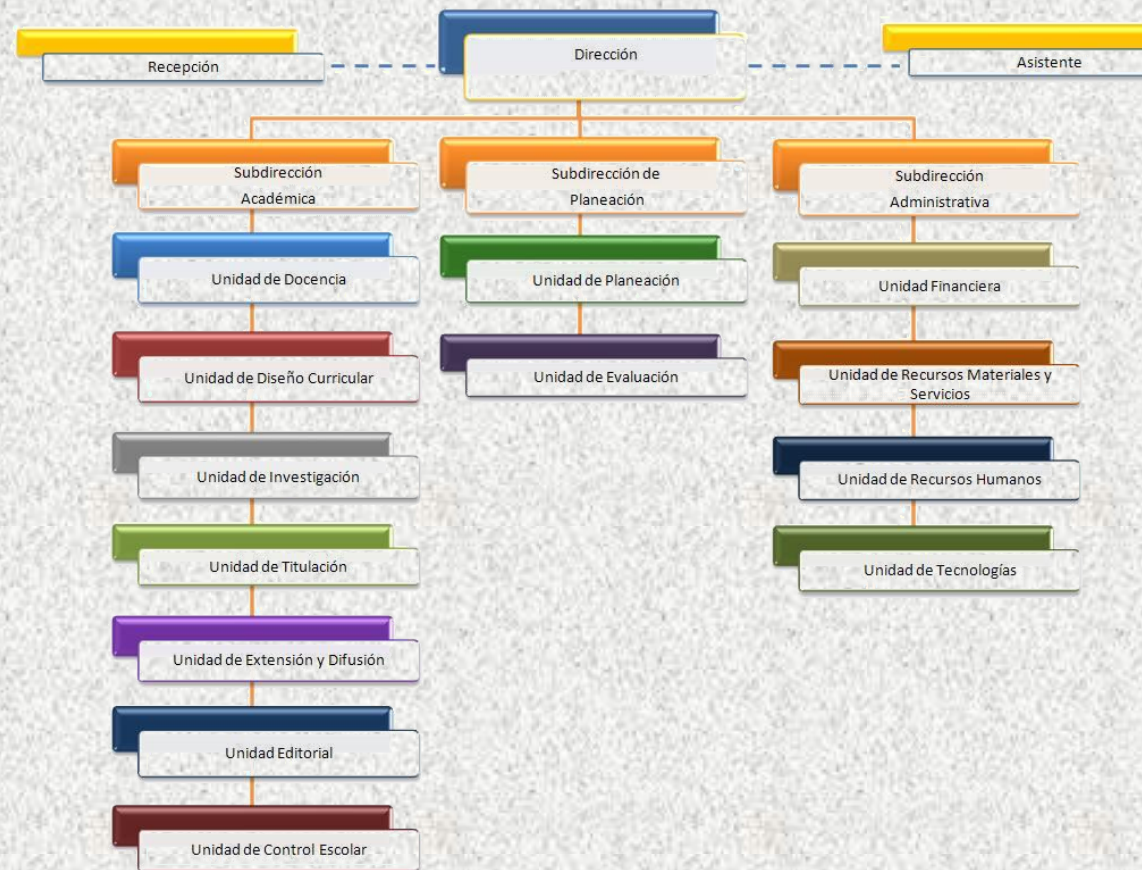 Dirección
Recepción
Asistente
Subdirección
Académica
Subdirección de
Planeación
Subdirección
Administrativa
Unidad de Docencia
Unidad de Planeación
Unidad Financiera
Unidad de Diseño Curricular
Unidad de Evaluación
Unidad de Recursos Materiales y
Servicios
Unidad de Investigación
Unidad de Recursos Humanos
Unidad de Titulación
Unidad de Tecnologías
Unidad de Extensión y Difusión
Unidad Editorial
Unidad de Control Escolar